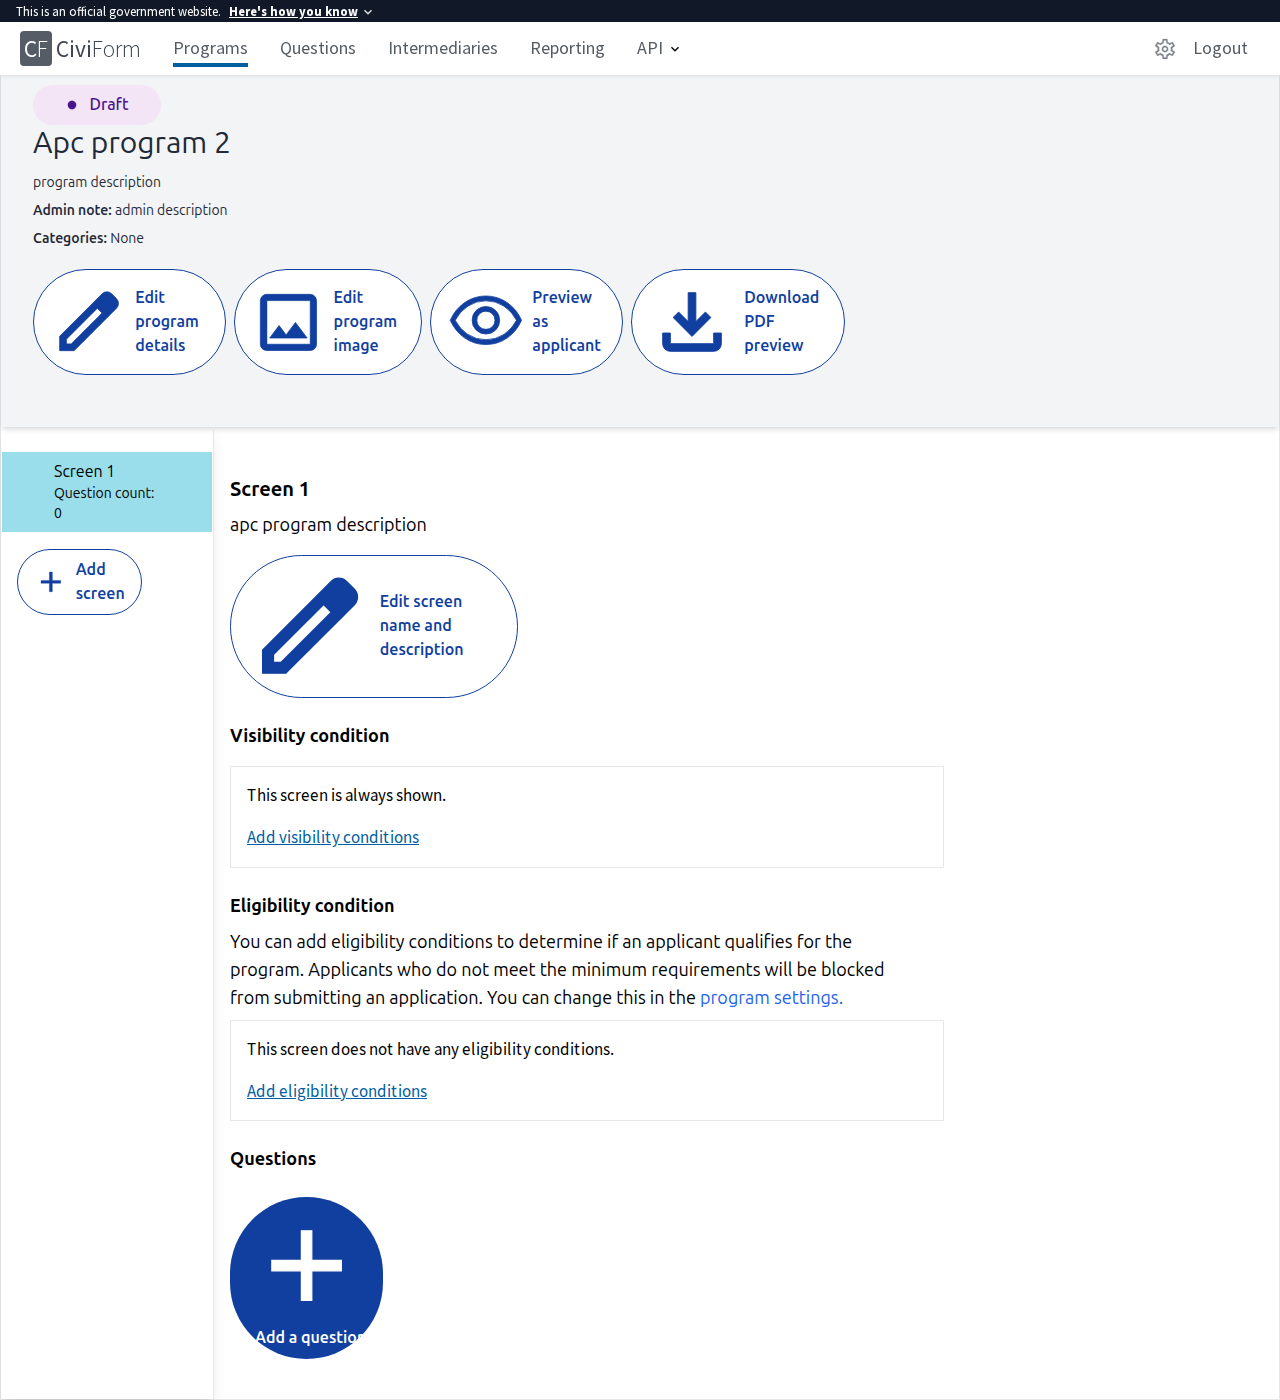 This is an official government website. Here's how you know
CF CiviForm Programs Questions Intermediaries Reporting API Logout
Draft
Apc program 2
program description
Admin note: admin description
Categories: None
Edit program details
Edit program image
Preview as applicant
Download PDF preview
Screen 1
Question count:
0
Add screen
Screen 1
apc program description
Edit screen name and description
Visibility condition
This screen is always shown.
Add visibility conditions
Eligibility condition
You can add eligibility conditions to determine if an applicant qualifies for the
program. Applicants who do not meet the minimum requirements will be blocked
from submitting an application. You can change this in the program settings.
This screen does not have any eligibility conditions.
Add eligibility conditions
Questions
Add a question